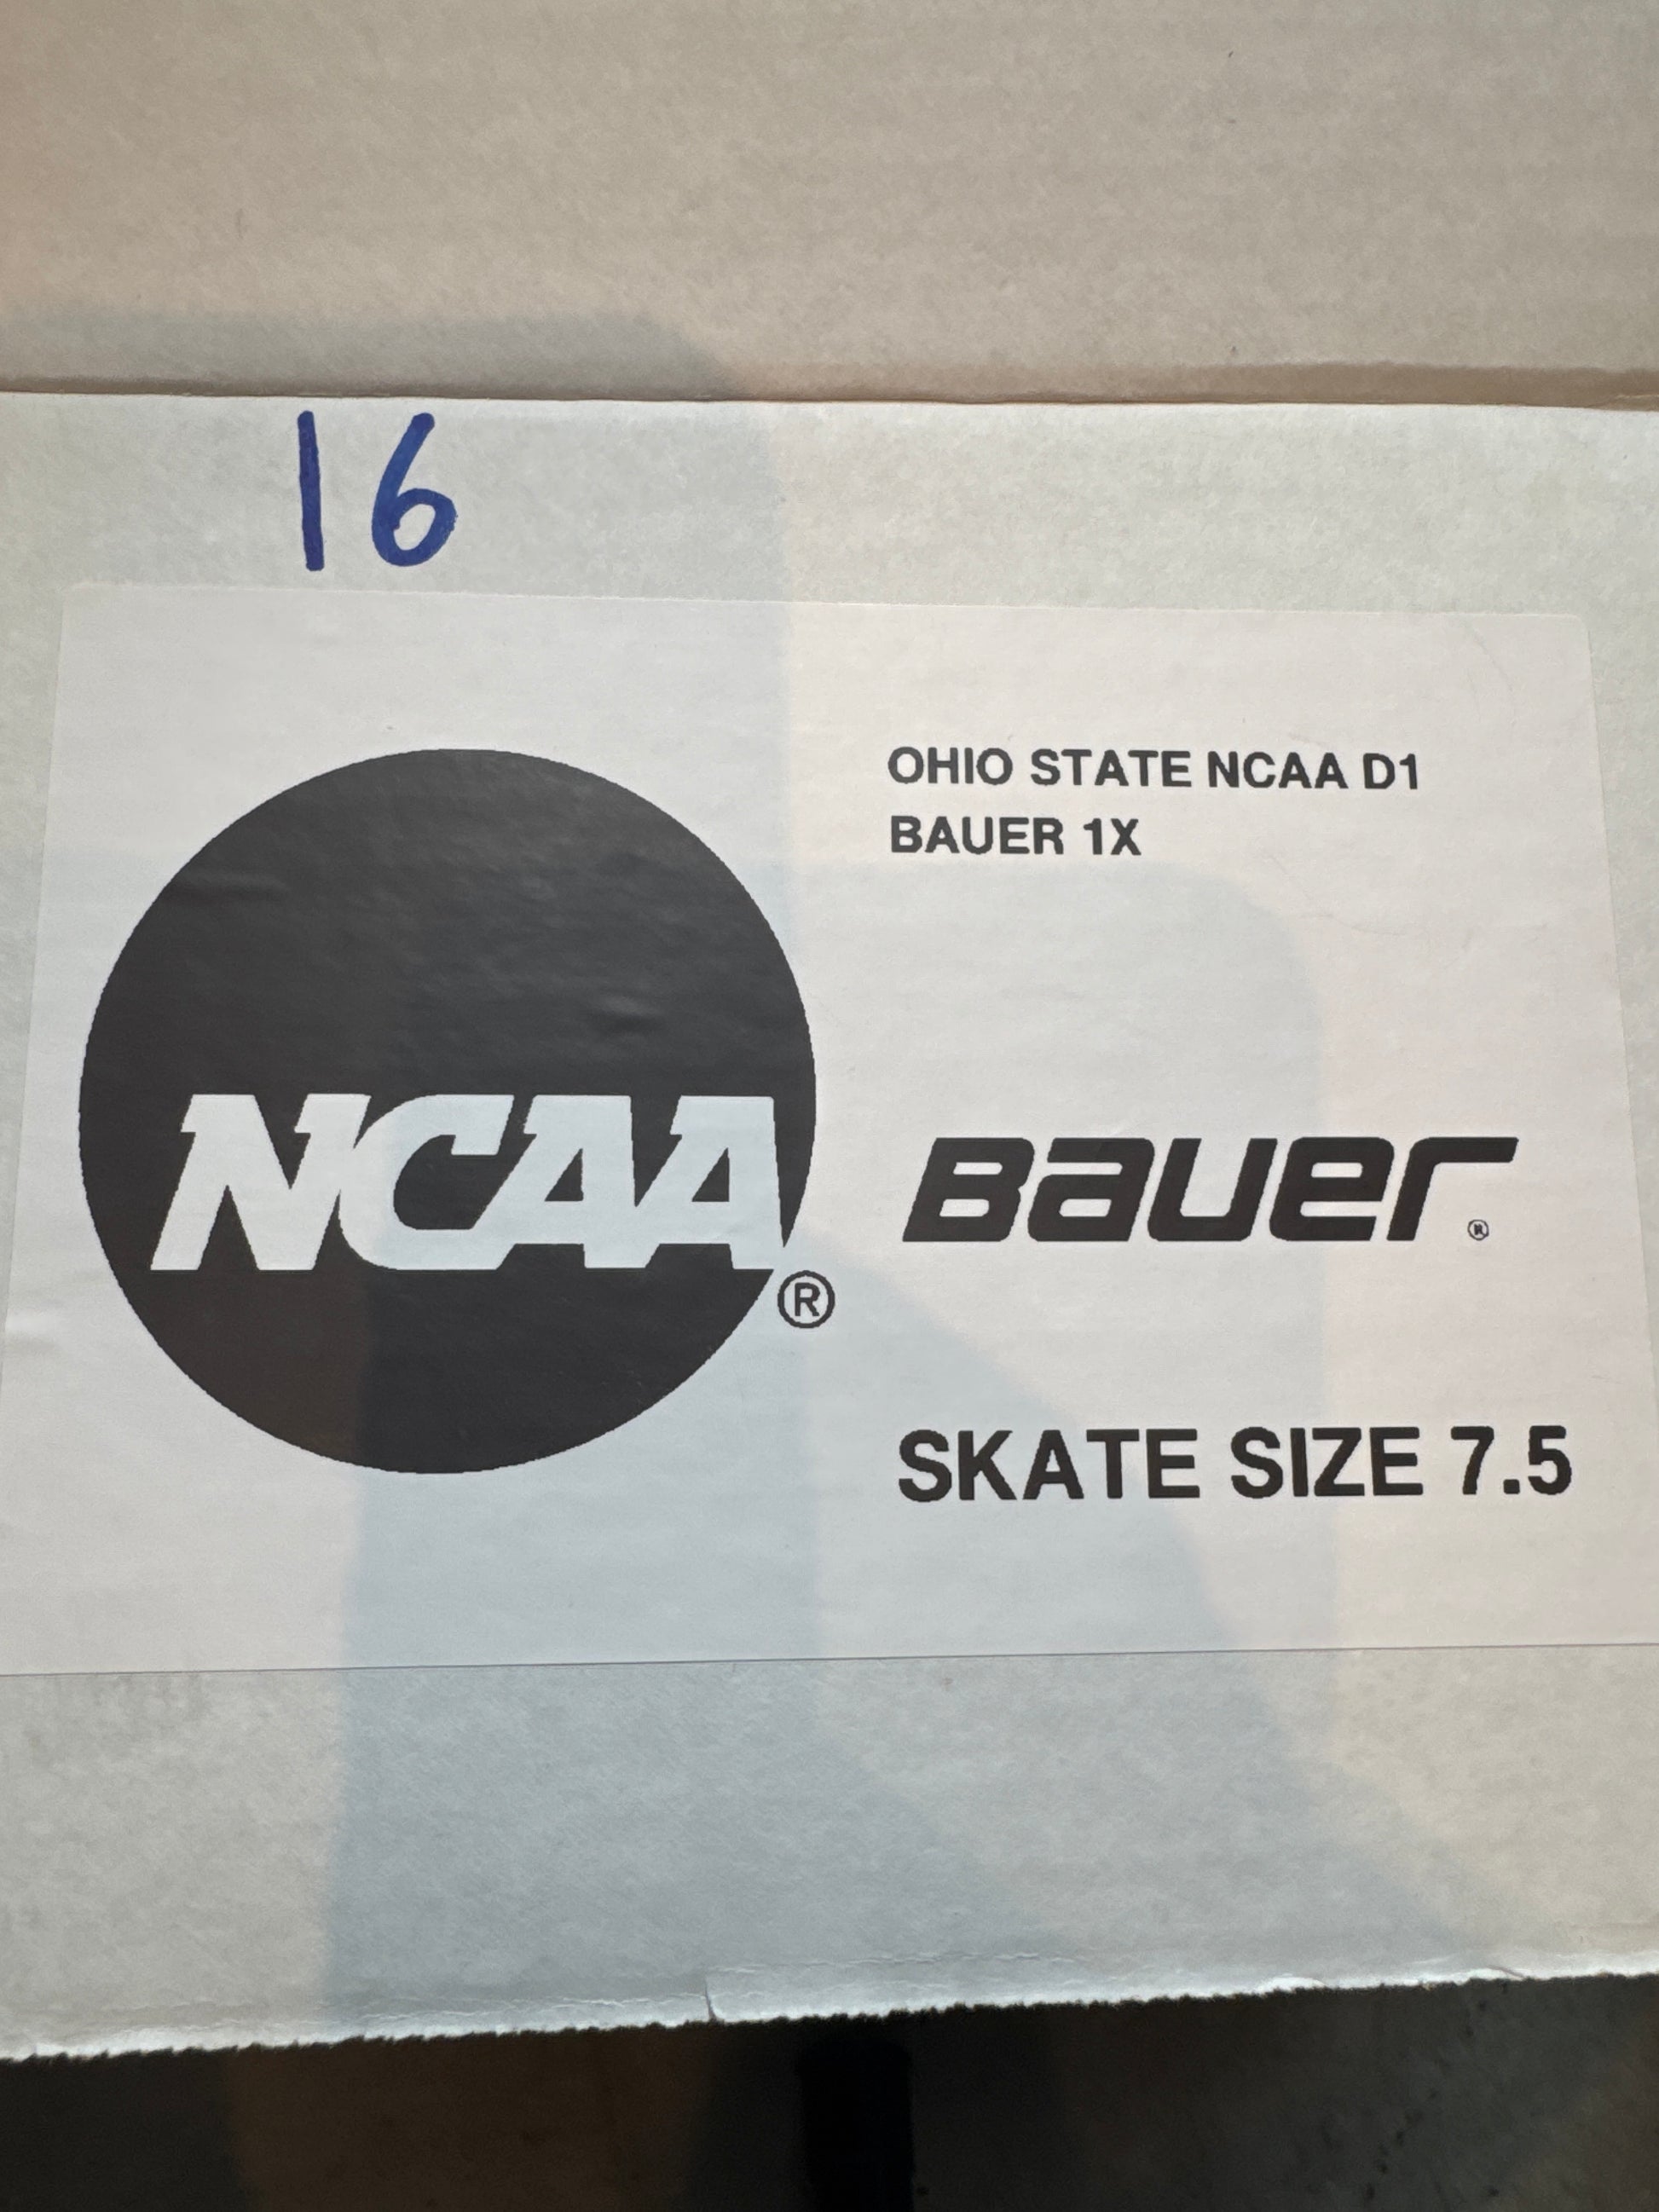 16
OHIO STATE NCAA D1
BAUER 1X
NCAA®
BAUER®
SKATE SIZE 7.5